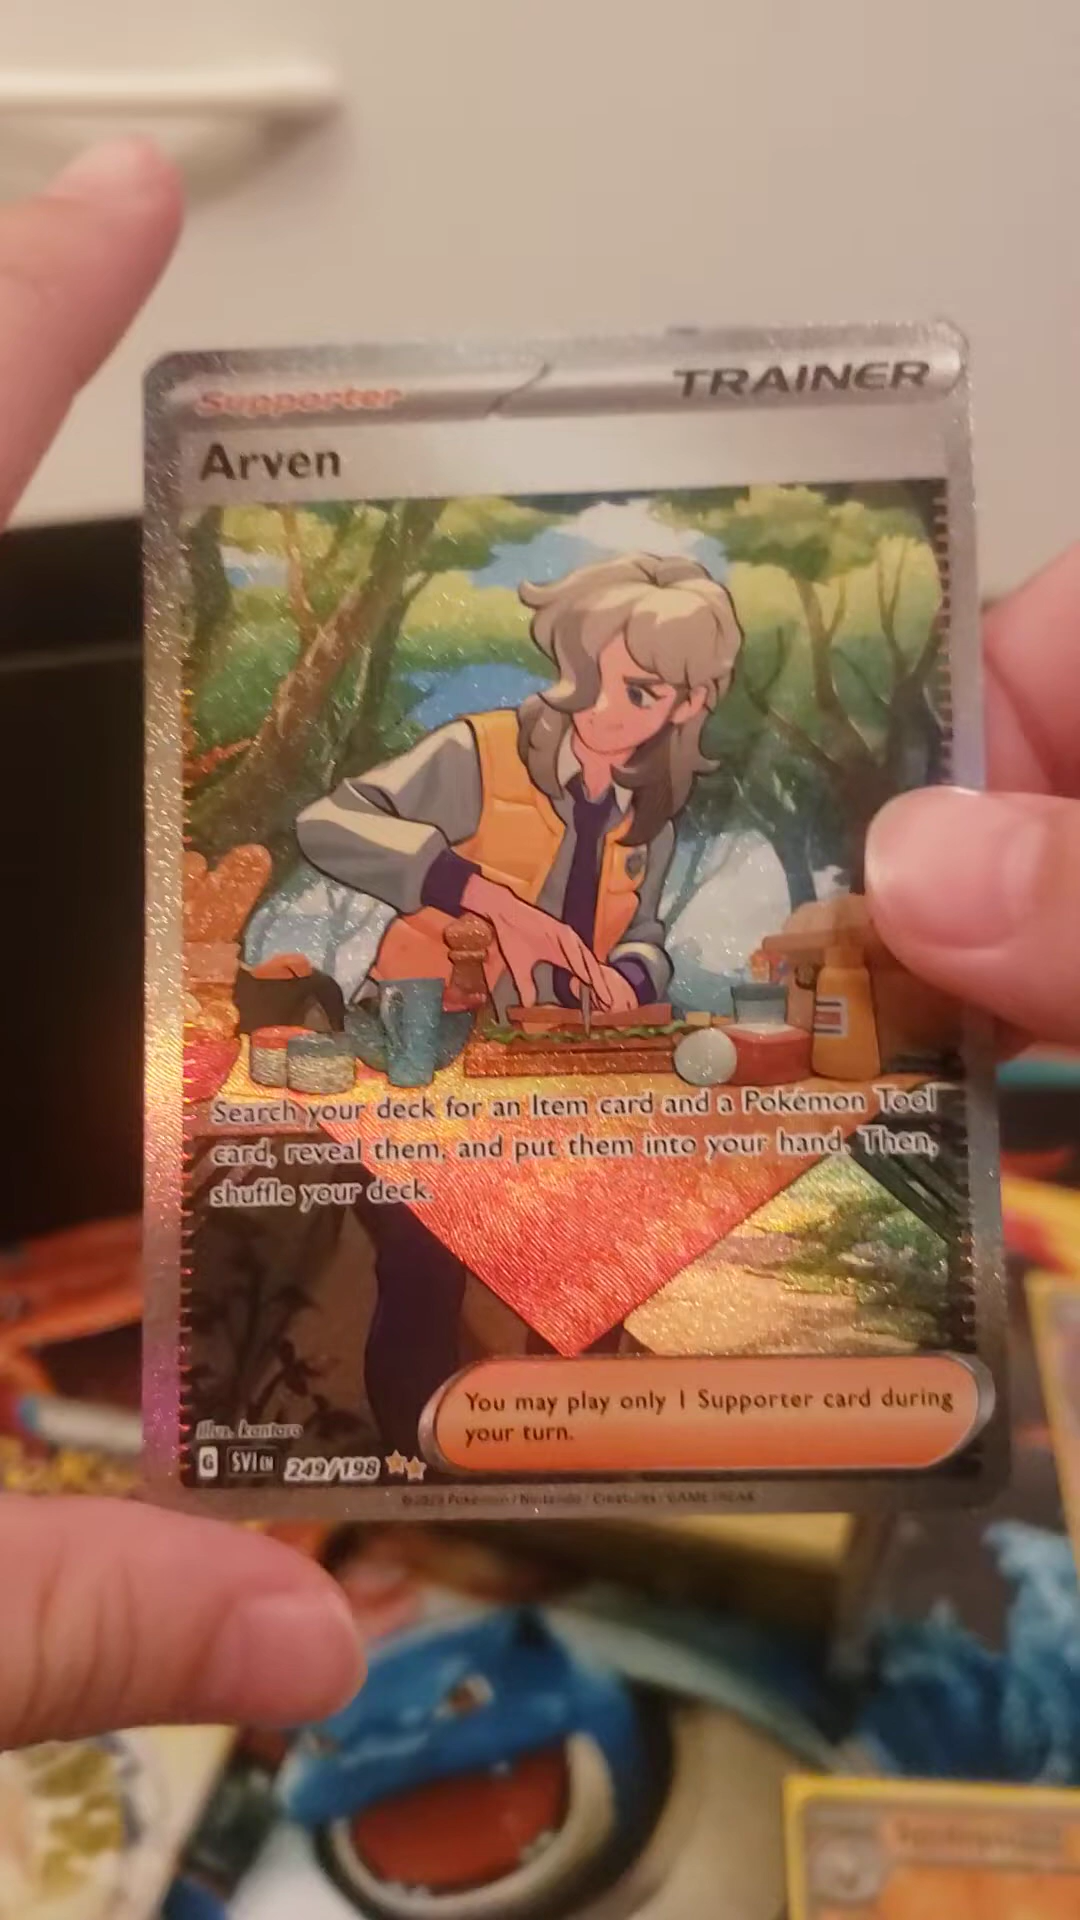 Supporter
TRAINER
Arven
Search your deck for an Item card and a Pokémon Tool
card, reveal them, and put them into your hand. Then,
shuffle your deck.
You may play only 1 Supporter card during
your turn.
illus. kantaro
G SVI EN 249/198
©2023 Pokémon / Nintendo / Creatures / GAME FREAK